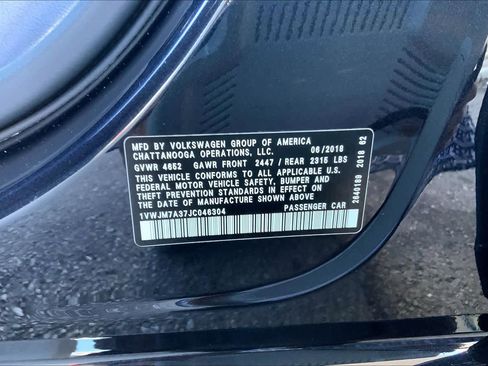 MFD BY VOLKSWAGEN GROUP OF AMERICA
CHATTANOOGA OPERATIONS, LLC. 06/2018
GVWR 4652 GAWR FRONT 2447 / REAR 2315 LBS
THIS VEHICLE CONFORMS TO ALL APPLICABLE U.S.
FEDERAL MOTOR VEHICLE SAFETY, BUMPER AND
THEFT PREVENTION STANDARDS IN EFFECT ON THE
DATE OF MANUFACTURE SHOWN ABOVE
1VWJM7A37JC046304 PASSENGER CAR
2640189 2018 62